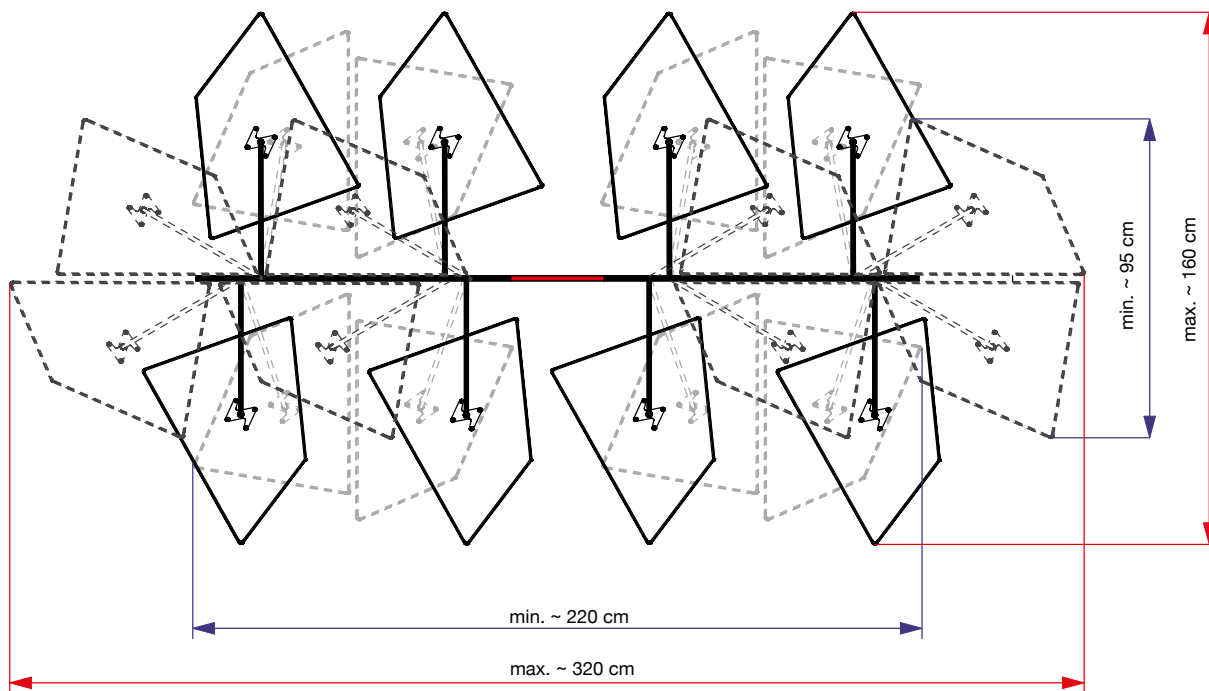 min. ~ 95 cm
max. ~ 160 cm
min. ~ 220 cm
max. ~ 320 cm